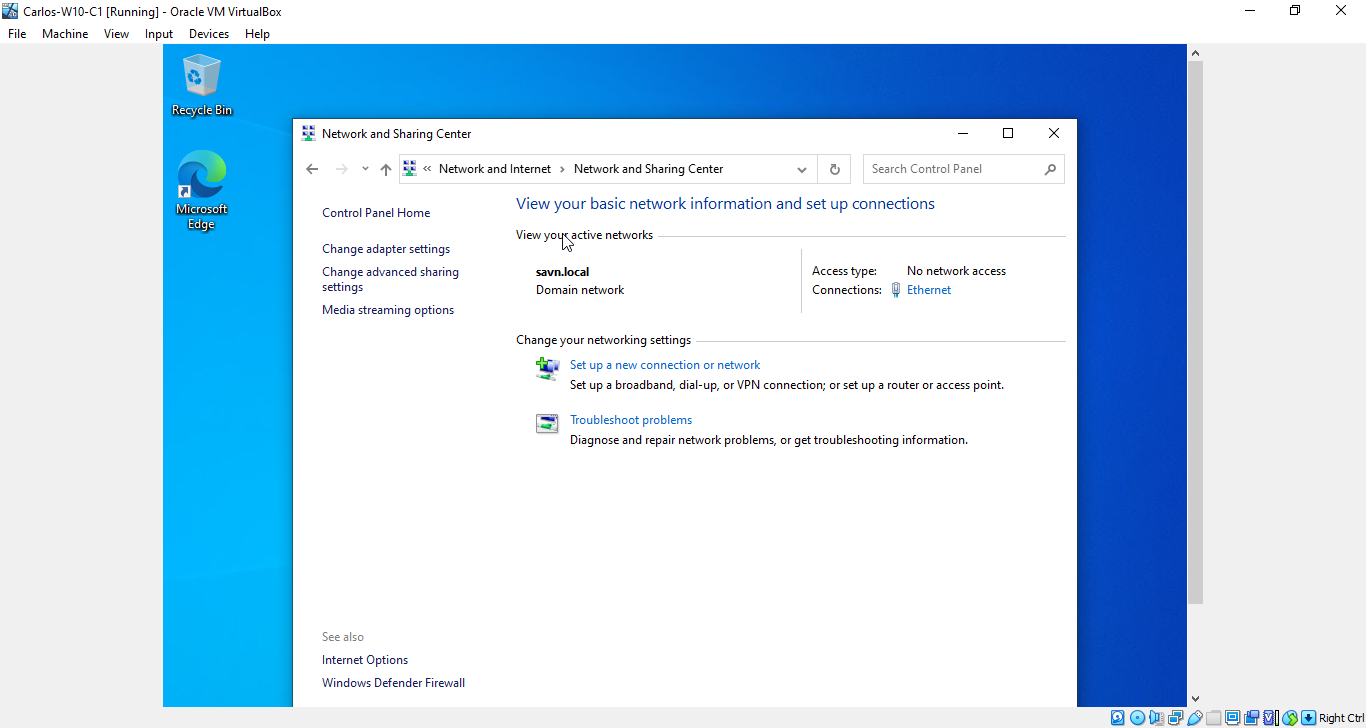 Carlos-W10-C1 [Running] - Oracle VM VirtualBox
File Machine View Input Devices Help
Recycle Bin
Microsoft
Edge
Network and Sharing Center
« Network and Internet › Network and Sharing Center
Search Control Panel
Control Panel Home
Change adapter settings
Change advanced sharing
settings
Media streaming options
View your basic network information and set up connections
View your active networks
savn.local
Domain network
Access type: No network access
Connections: Ethernet
Change your networking settings
Set up a new connection or network
Set up a broadband, dial-up, or VPN connection; or set up a router or access point.
Troubleshoot problems
Diagnose and repair network problems, or get troubleshooting information.
See also
Internet Options
Windows Defender Firewall
Right Ctrl